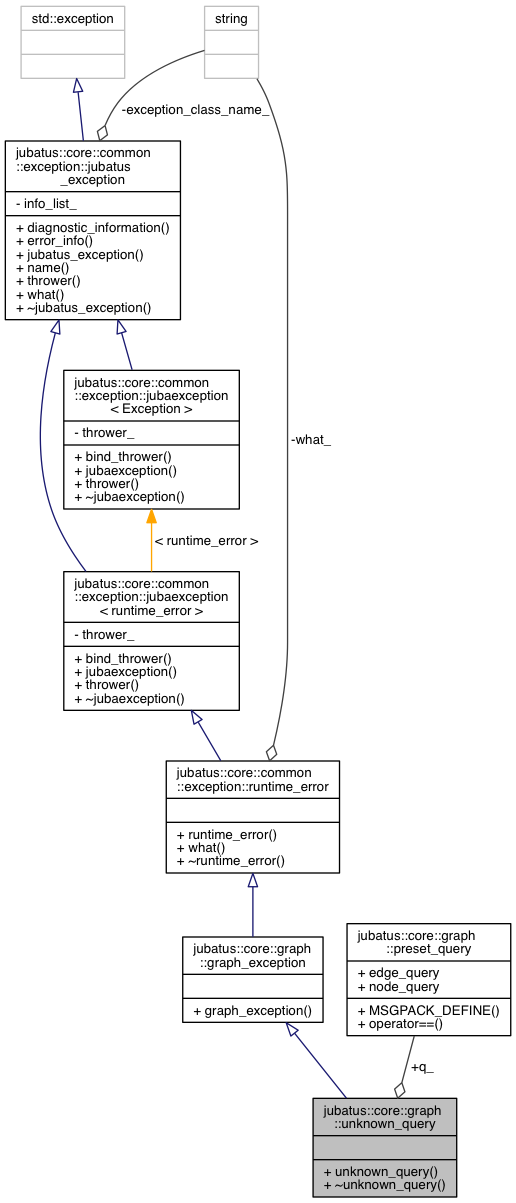 std::exception
string
-exception_class_name_
jubatus::core::common
::exception::jubatus
_exception
- info_list_
+ diagnostic_information()
+ error_info()
+ jubatus_exception()
+ name()
+ thrower()
+ what()
+ ~jubatus_exception()
jubatus::core::common
::exception::jubaexception
< Exception >
- thrower_
+ bind_thrower()
+ jubaexception()
+ thrower()
+ ~jubaexception()
-what_
< runtime_error >
jubatus::core::common
::exception::jubaexception
< runtime_error >
- thrower_
+ bind_thrower()
+ jubaexception()
+ thrower()
+ ~jubaexception()
jubatus::core::common
::exception::runtime_error
+ runtime_error()
+ what()
+ ~runtime_error()
jubatus::core::graph
::graph_exception
+ graph_exception()
jubatus::core::graph
::preset_query
+ edge_query
+ node_query
+ MSGPACK_DEFINE()
+ operator==()
+q_
jubatus::core::graph
::unknown_query
+ unknown_query()
+ ~unknown_query()